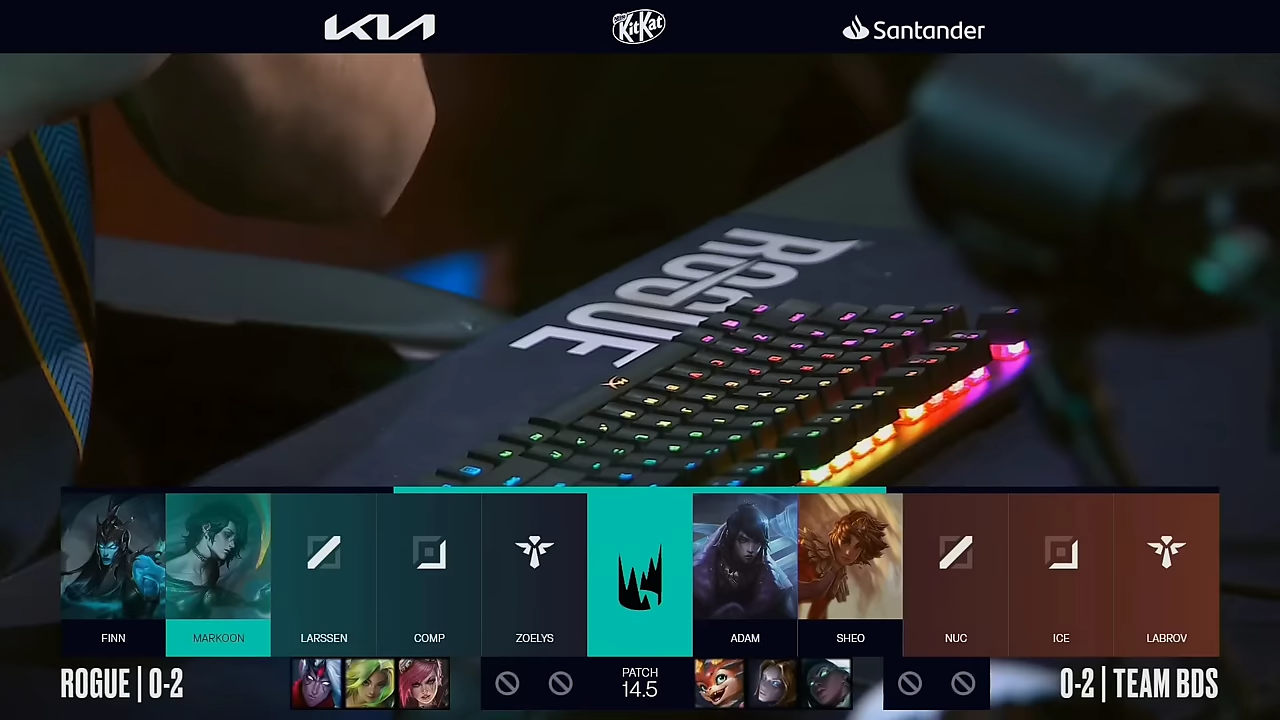 KIA
KitKat
Santander
ROGUE
FINN
MARKOON
LARSSEN
COMP
ZOELYS
ADAM
SHEO
NUC
ICE
LABROV
ROGUE | 0-2
PATCH
14.5
0-2 | TEAM BDS